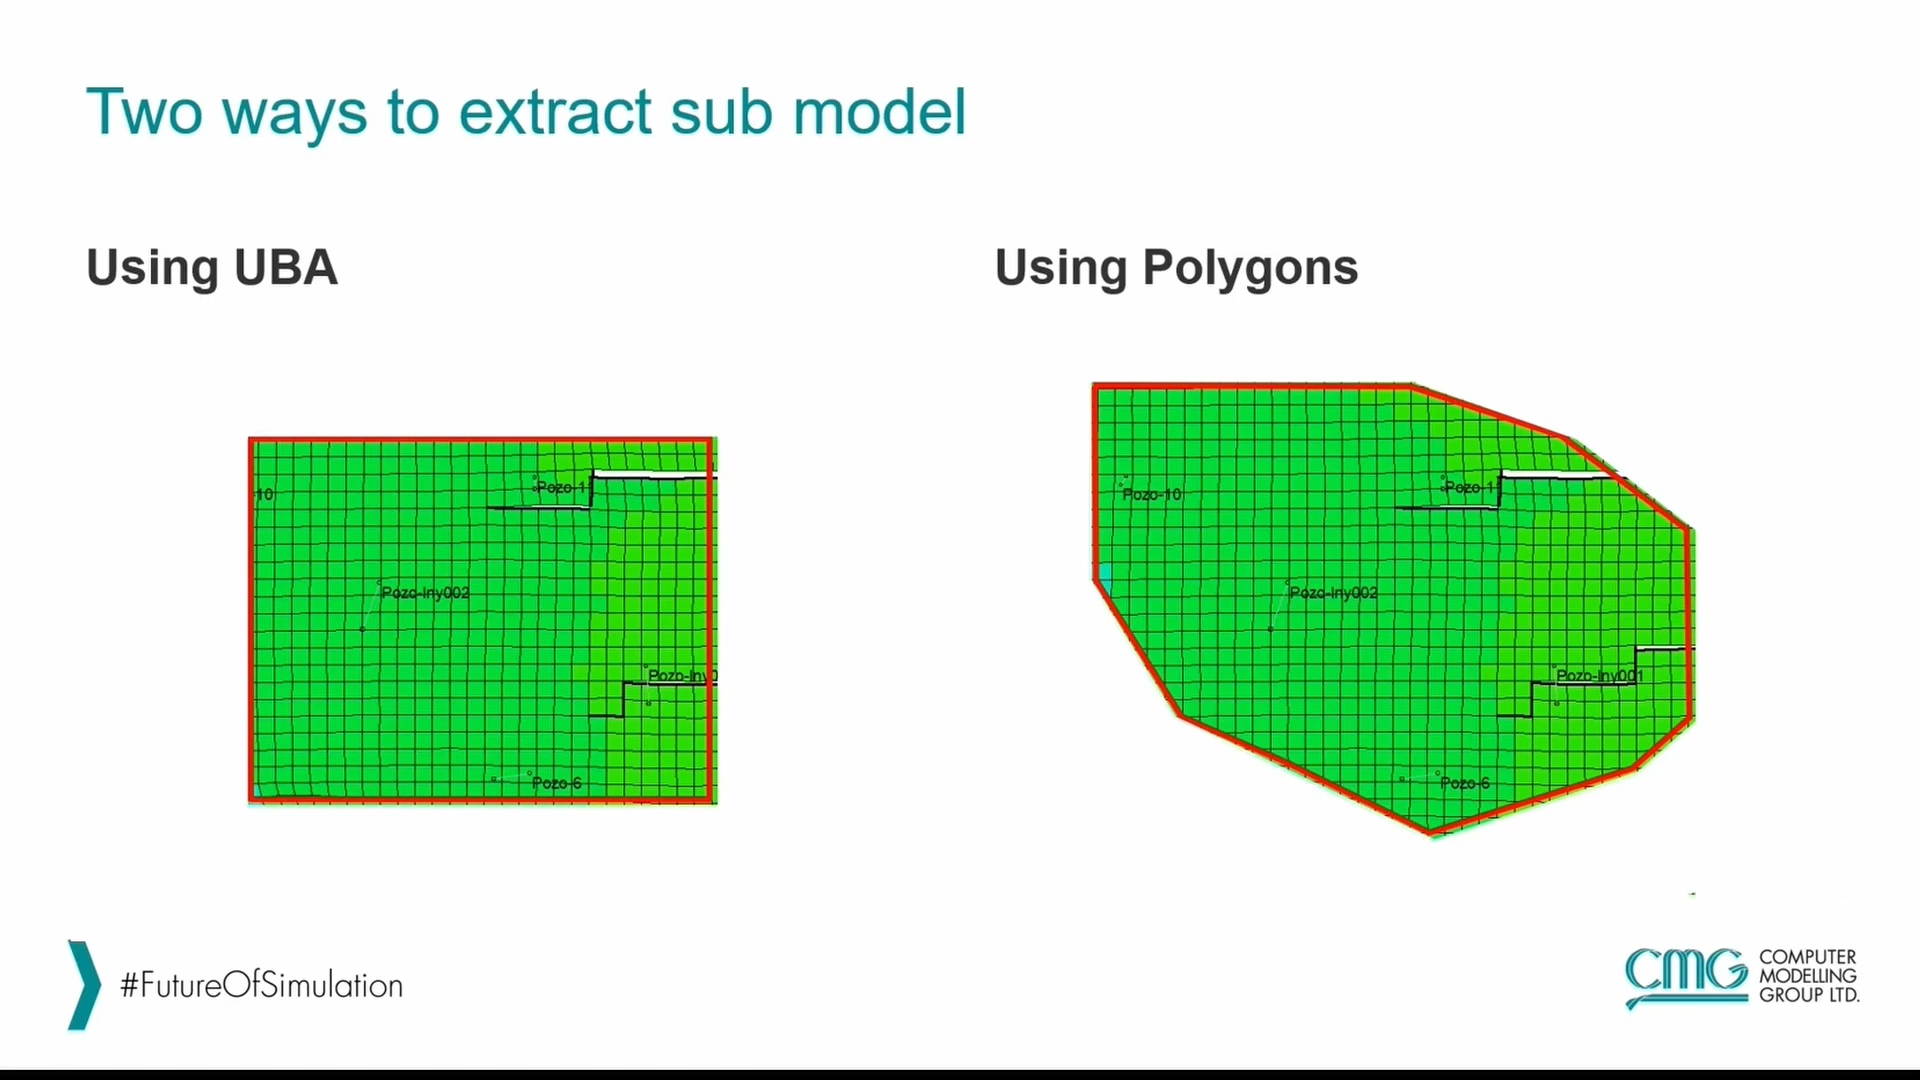 Two ways to extract sub model
Using UBA
Using Polygons
-10
Pozo-1
Pozo-Iny002
Pozo-Iny0
Pozo-6
Pozo-10
Pozo-1
Pozo-Iny002
Pozo-Iny001
Pozo-6
#FutureOfSimulation
CMG
COMPUTER
MODELLING
GROUP LTD.